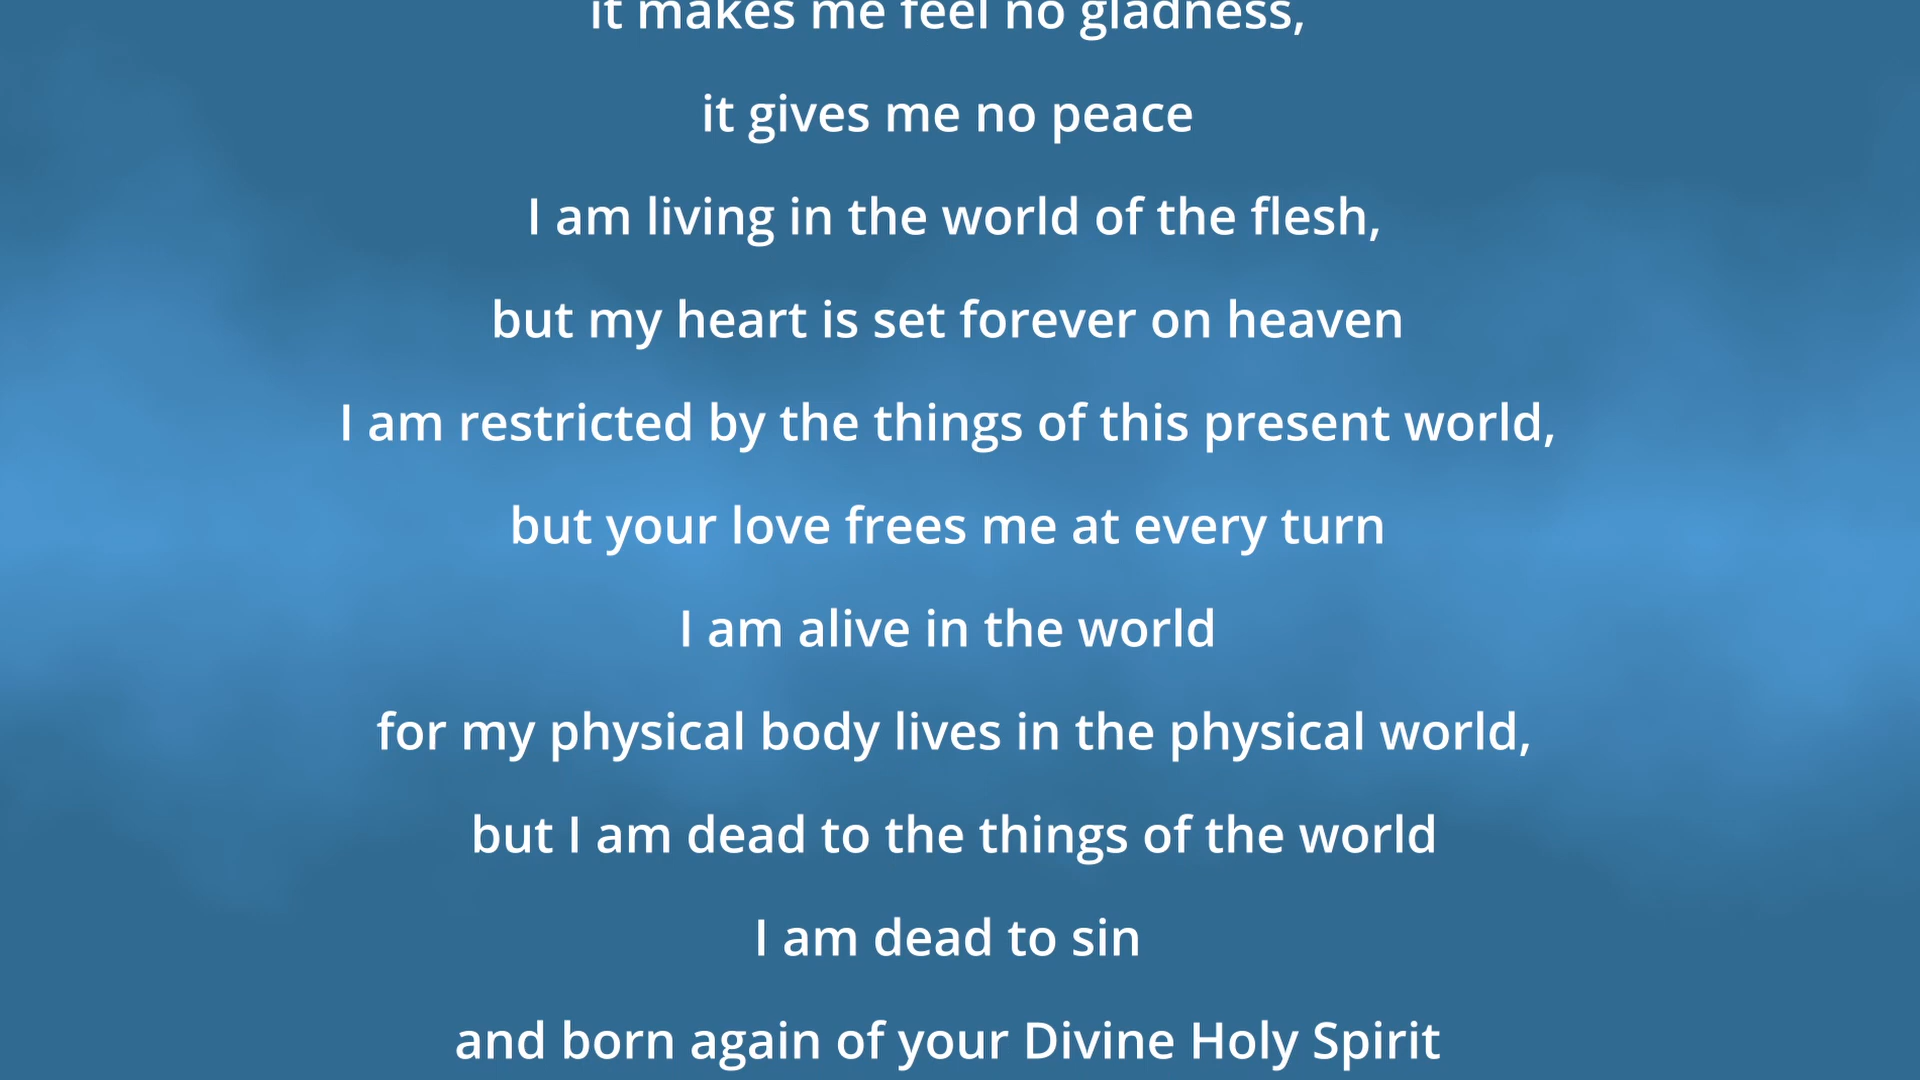 it makes me feel no gladness,
it gives me no peace
I am living in the world of the flesh,
but my heart is set forever on heaven
I am restricted by the things of this present world,
but your love frees me at every turn
I am alive in the world
for my physical body lives in the physical world,
but I am dead to the things of the world
I am dead to sin
and born again of your Divine Holy Spirit